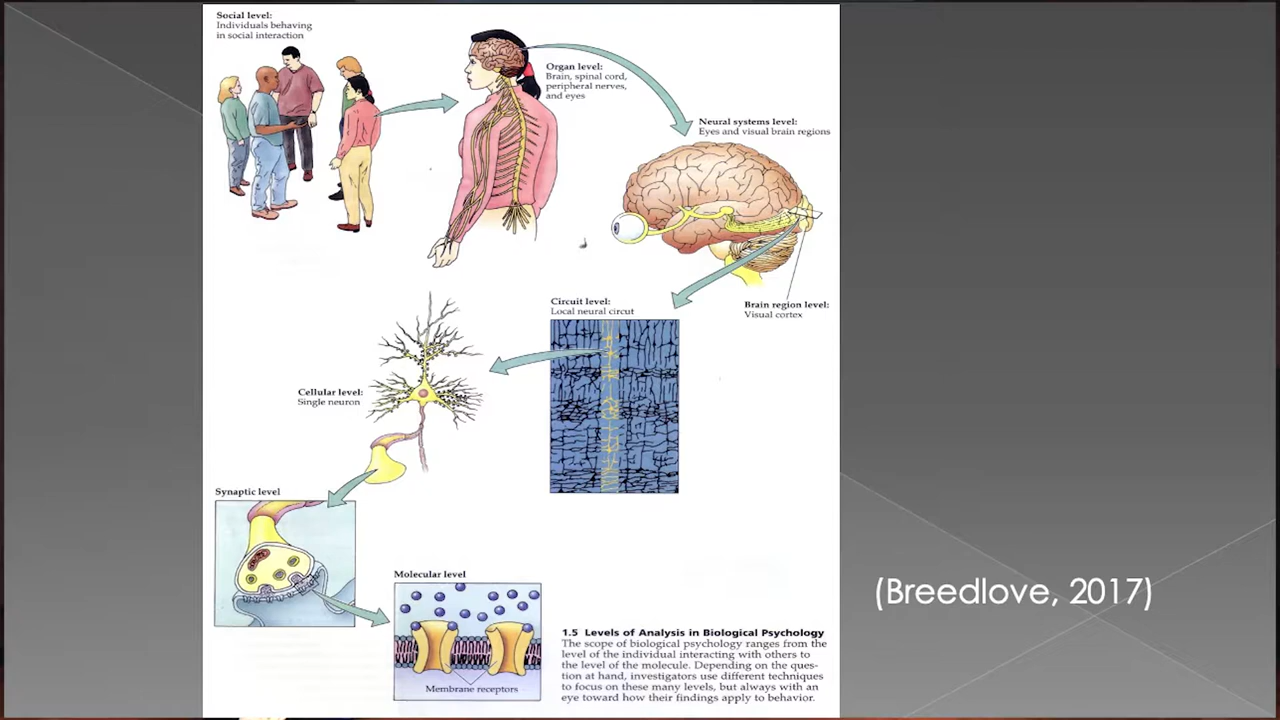 Social level:
Individuals behaving
in social interaction
Organ level:
Brain, spinal cord,
peripheral nerves,
and eyes
Neural systems level:
Eyes and visual brain regions
Brain region level:
Visual cortex
Circuit level:
Local neural circut
Cellular level:
Single neuron
Synaptic level
Molecular level
Membrane receptors
1.5 Levels of Analysis in Biological Psychology
The scope of biological psychology ranges from the
level of the individual interacting with others to
the level of the molecule. Depending on the ques-
tion at hand, investigators use different techniques
to focus on these many levels, but always with an
eye toward how their findings apply to behavior.
(Breedlove, 2017)